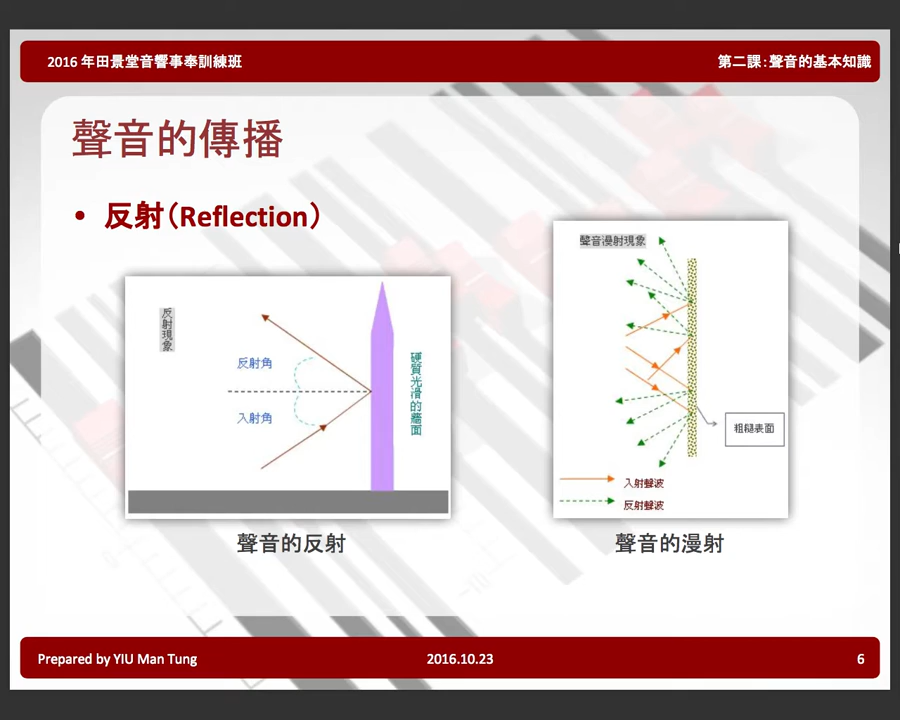 2016 年田景堂音響事奉訓練班
第二課：聲音的基本知識
聲音的傳播
• 反射（Reflection）
反射現象
反射角
入射角
硬質光滑的牆面
聲音的反射
聲音漫射現象
粗糙表面
入射聲波
反射聲波
聲音的漫射
Prepared by YIU Man Tung
2016.10.23
6